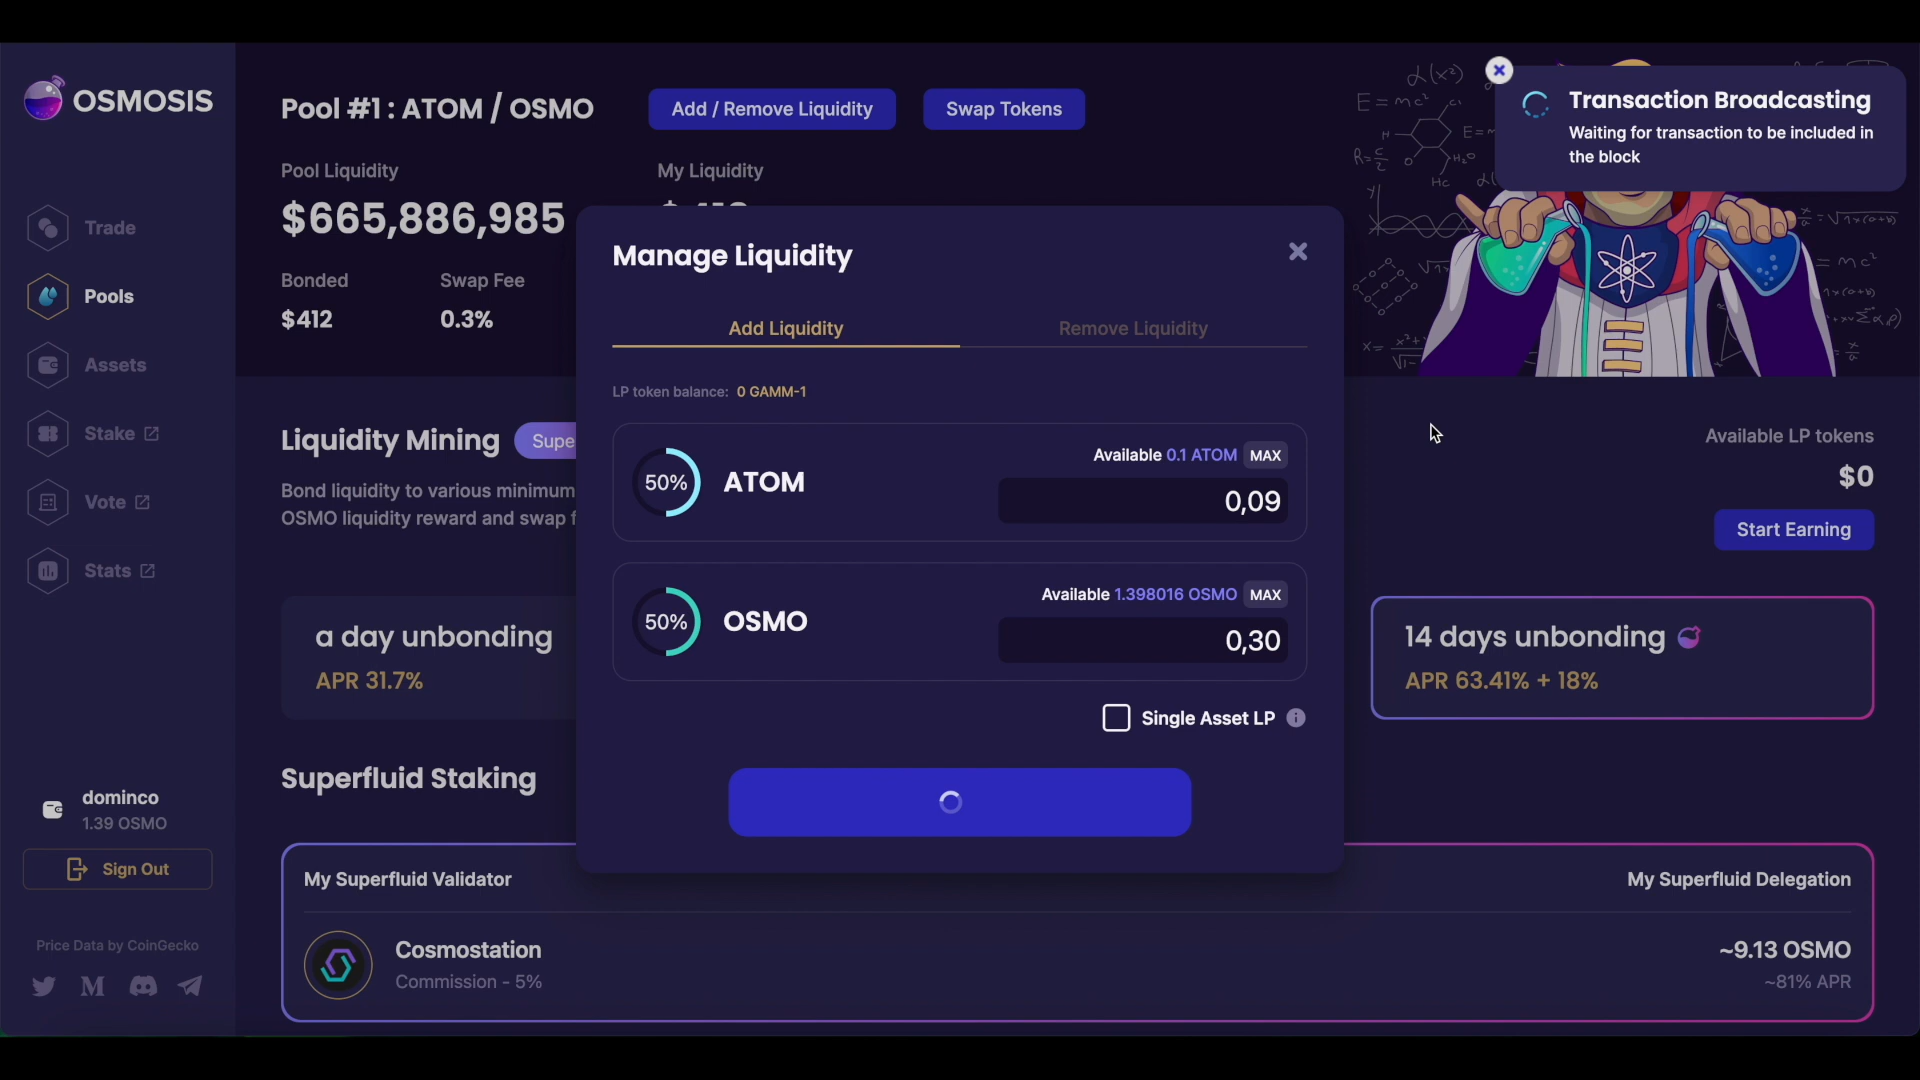 OSMOSIS
Trade
Pools
Assets
Stake
Vote
Stats
dominco
1.39 OSMO
Sign Out
Price Data by CoinGecko
Pool #1 : ATOM / OSMO
Add / Remove Liquidity
Swap Tokens
Pool Liquidity
My Liquidity
$665,886,985
Bonded
Swap Fee
$412
0.3%
Transaction Broadcasting
Waiting for transaction to be included in
the block
Manage Liquidity
Add Liquidity
Remove Liquidity
LP token balance: 0 GAMM-1
Available 0.1 ATOM MAX
50% ATOM
0,09
Available 1.398016 OSMO MAX
50% OSMO
0,30
Single Asset LP
Liquidity Mining
Supe
Bond liquidity to various minimum
OSMO liquidity reward and swap f
Available LP tokens
$0
Start Earning
a day unbonding
APR 31.7%
14 days unbonding
APR 63.41% + 18%
Superfluid Staking
My Superfluid Validator
My Superfluid Delegation
Cosmostation
Commission - 5%
~9.13 OSMO
~81% APR